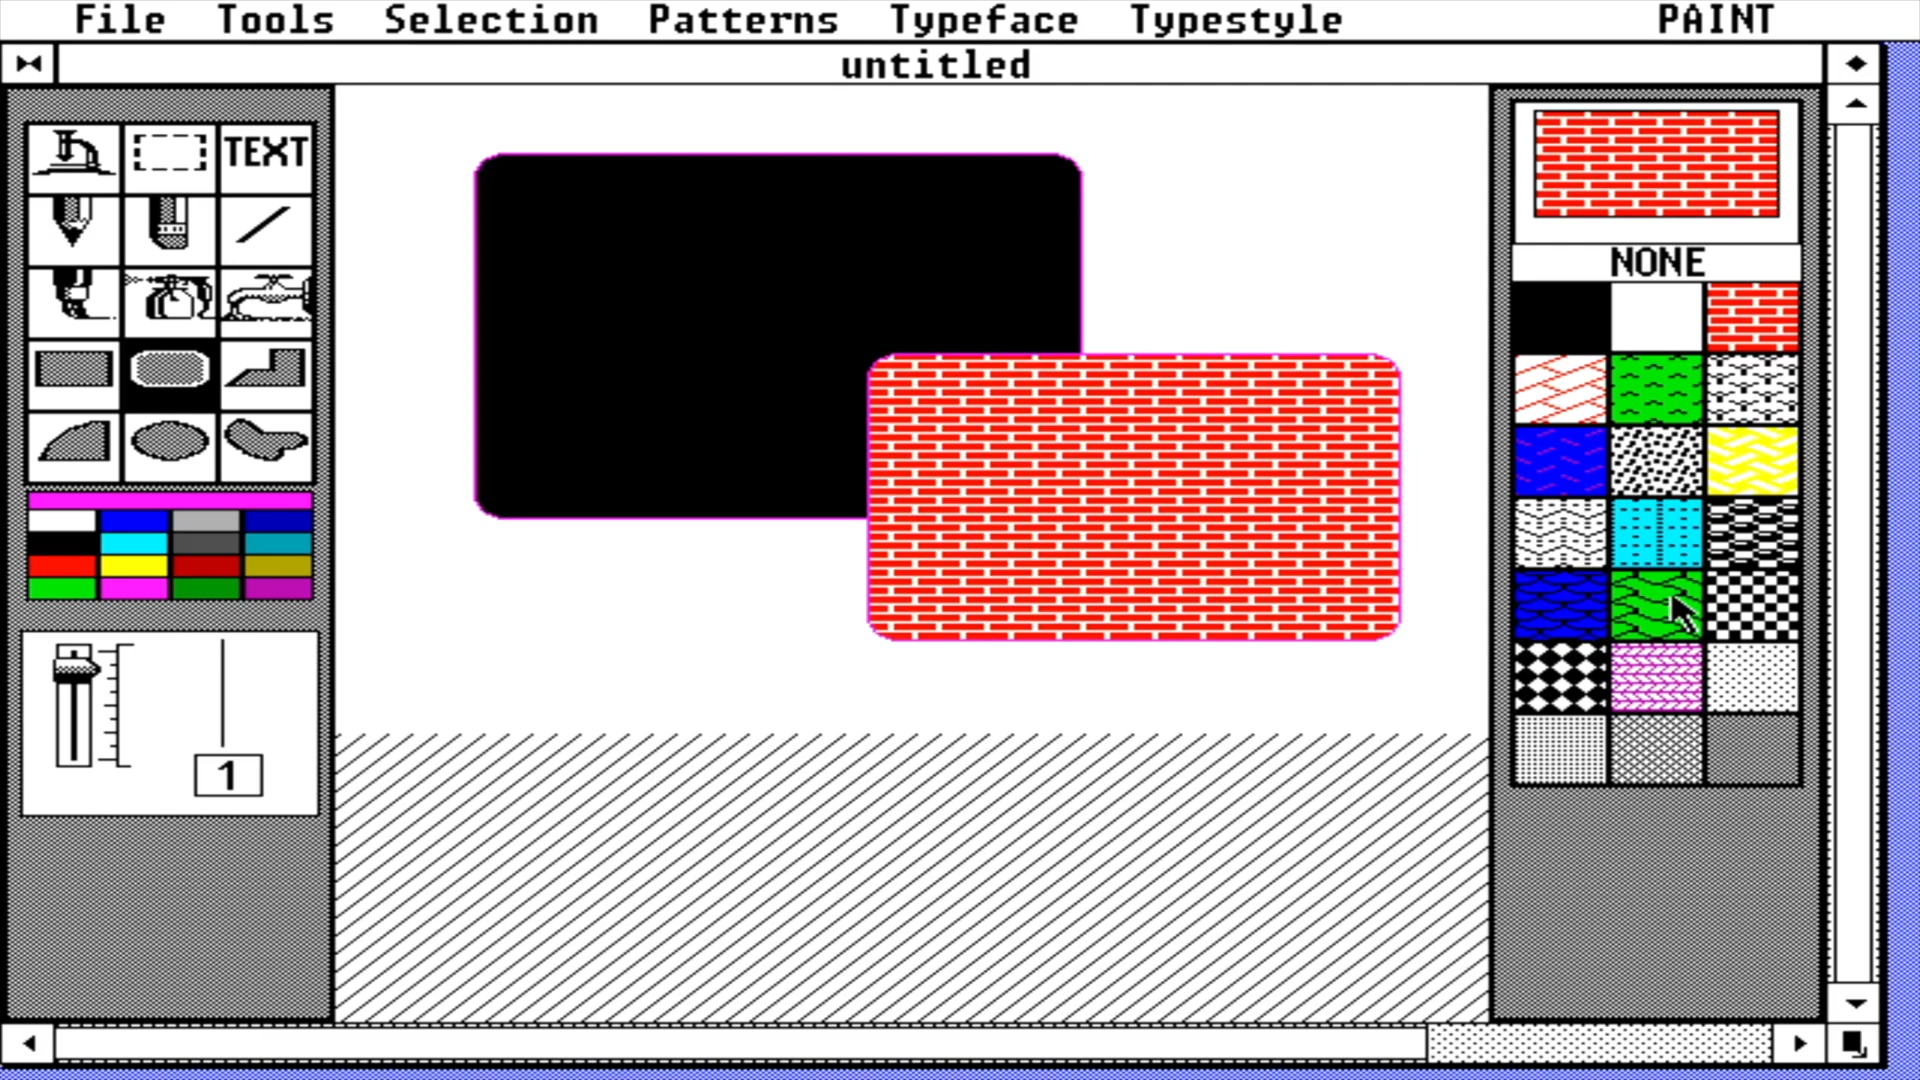 File Tools Selection Patterns Typeface Typestyle PAINT
untitled
TEXT
NONE
1